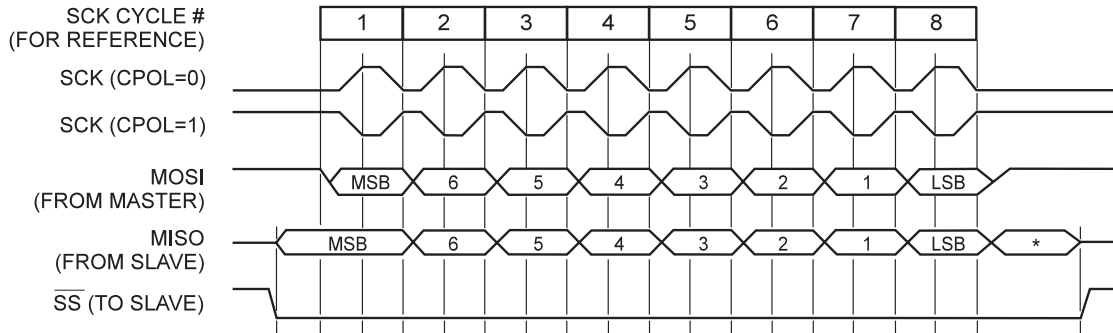 SCK CYCLE #
(FOR REFERENCE)
1 2 3 4 5 6 7 8
SCK (CPOL=0)
SCK (CPOL=1)
MOSI
(FROM MASTER)
MSB 6 5 4 3 2 1 LSB
MISO
(FROM SLAVE)
MSB 6 5 4 3 2 1 LSB *
SS (TO SLAVE)